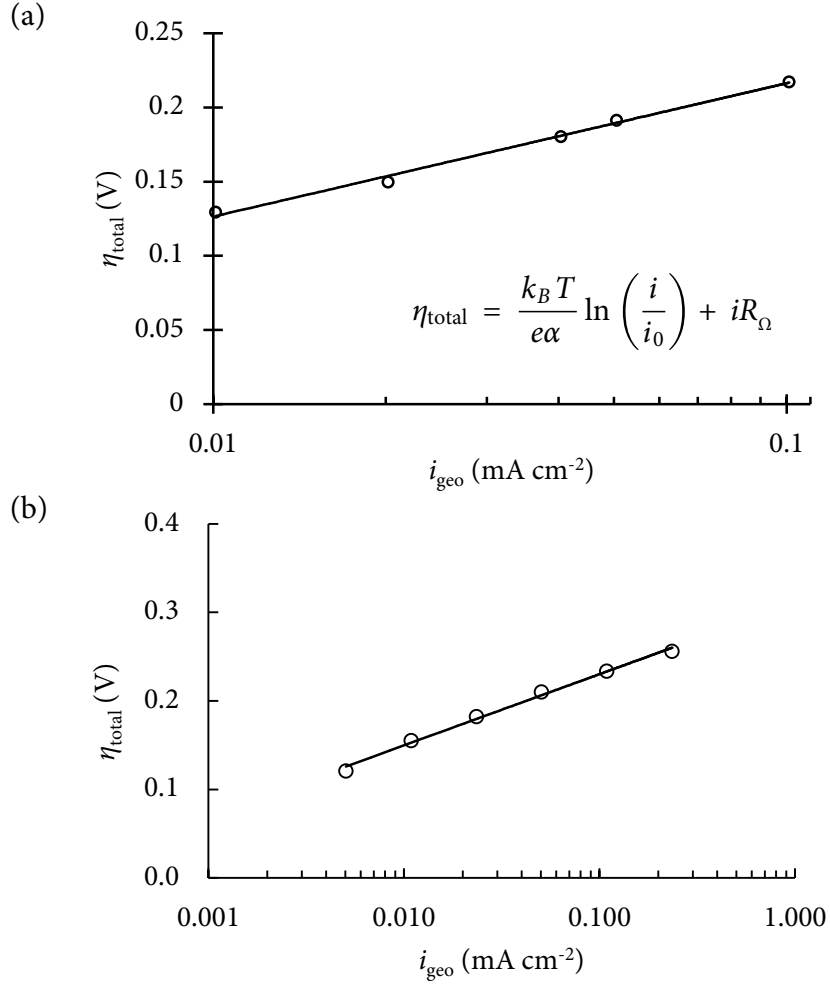 (a)
0.25
0.2
0.15
0.1
0.05
0
η_total (V)
η_total = k_B T / eα ln (i / i_0) + iR_Ω
0.01 0.1
i_geo (mA cm^-2)
(b)
0.4
0.3
0.2
0.1
0.0
η_total (V)
0.001 0.010 0.100 1.000
i_geo (mA cm^-2)